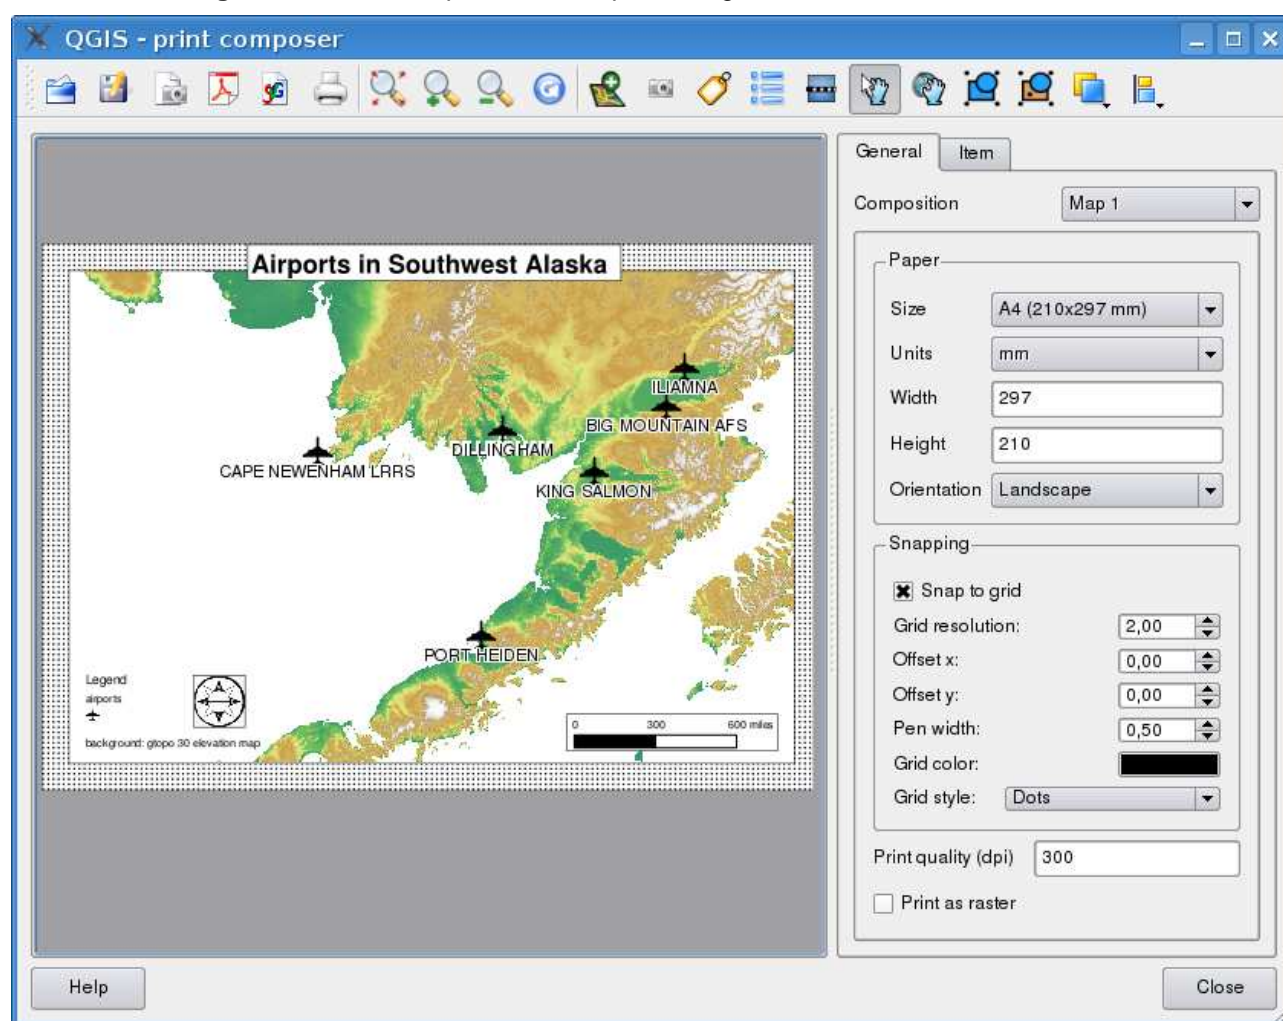 QGIS - print composer
General
Item
Composition
Map 1
Airports in Southwest Alaska
ILIAMNA
BIG MOUNTAIN AFS
DILLINGHAM
CAPE NEWENHAM LRRS
KING SALMON
PORT HEIDEN
Legend
airports
background: gtopo 30 elevation map
0 300 600 miles
Paper
Size
A4 (210x297 mm)
Units
mm
Width
297
Height
210
Orientation
Landscape
Snapping
Snap to grid
Grid resolution:
2,00
Offset x:
0,00
Offset y:
0,00
Pen width:
0,50
Grid color:
Grid style:
Dots
Print quality (dpi)
300
Print as raster
Help
Close